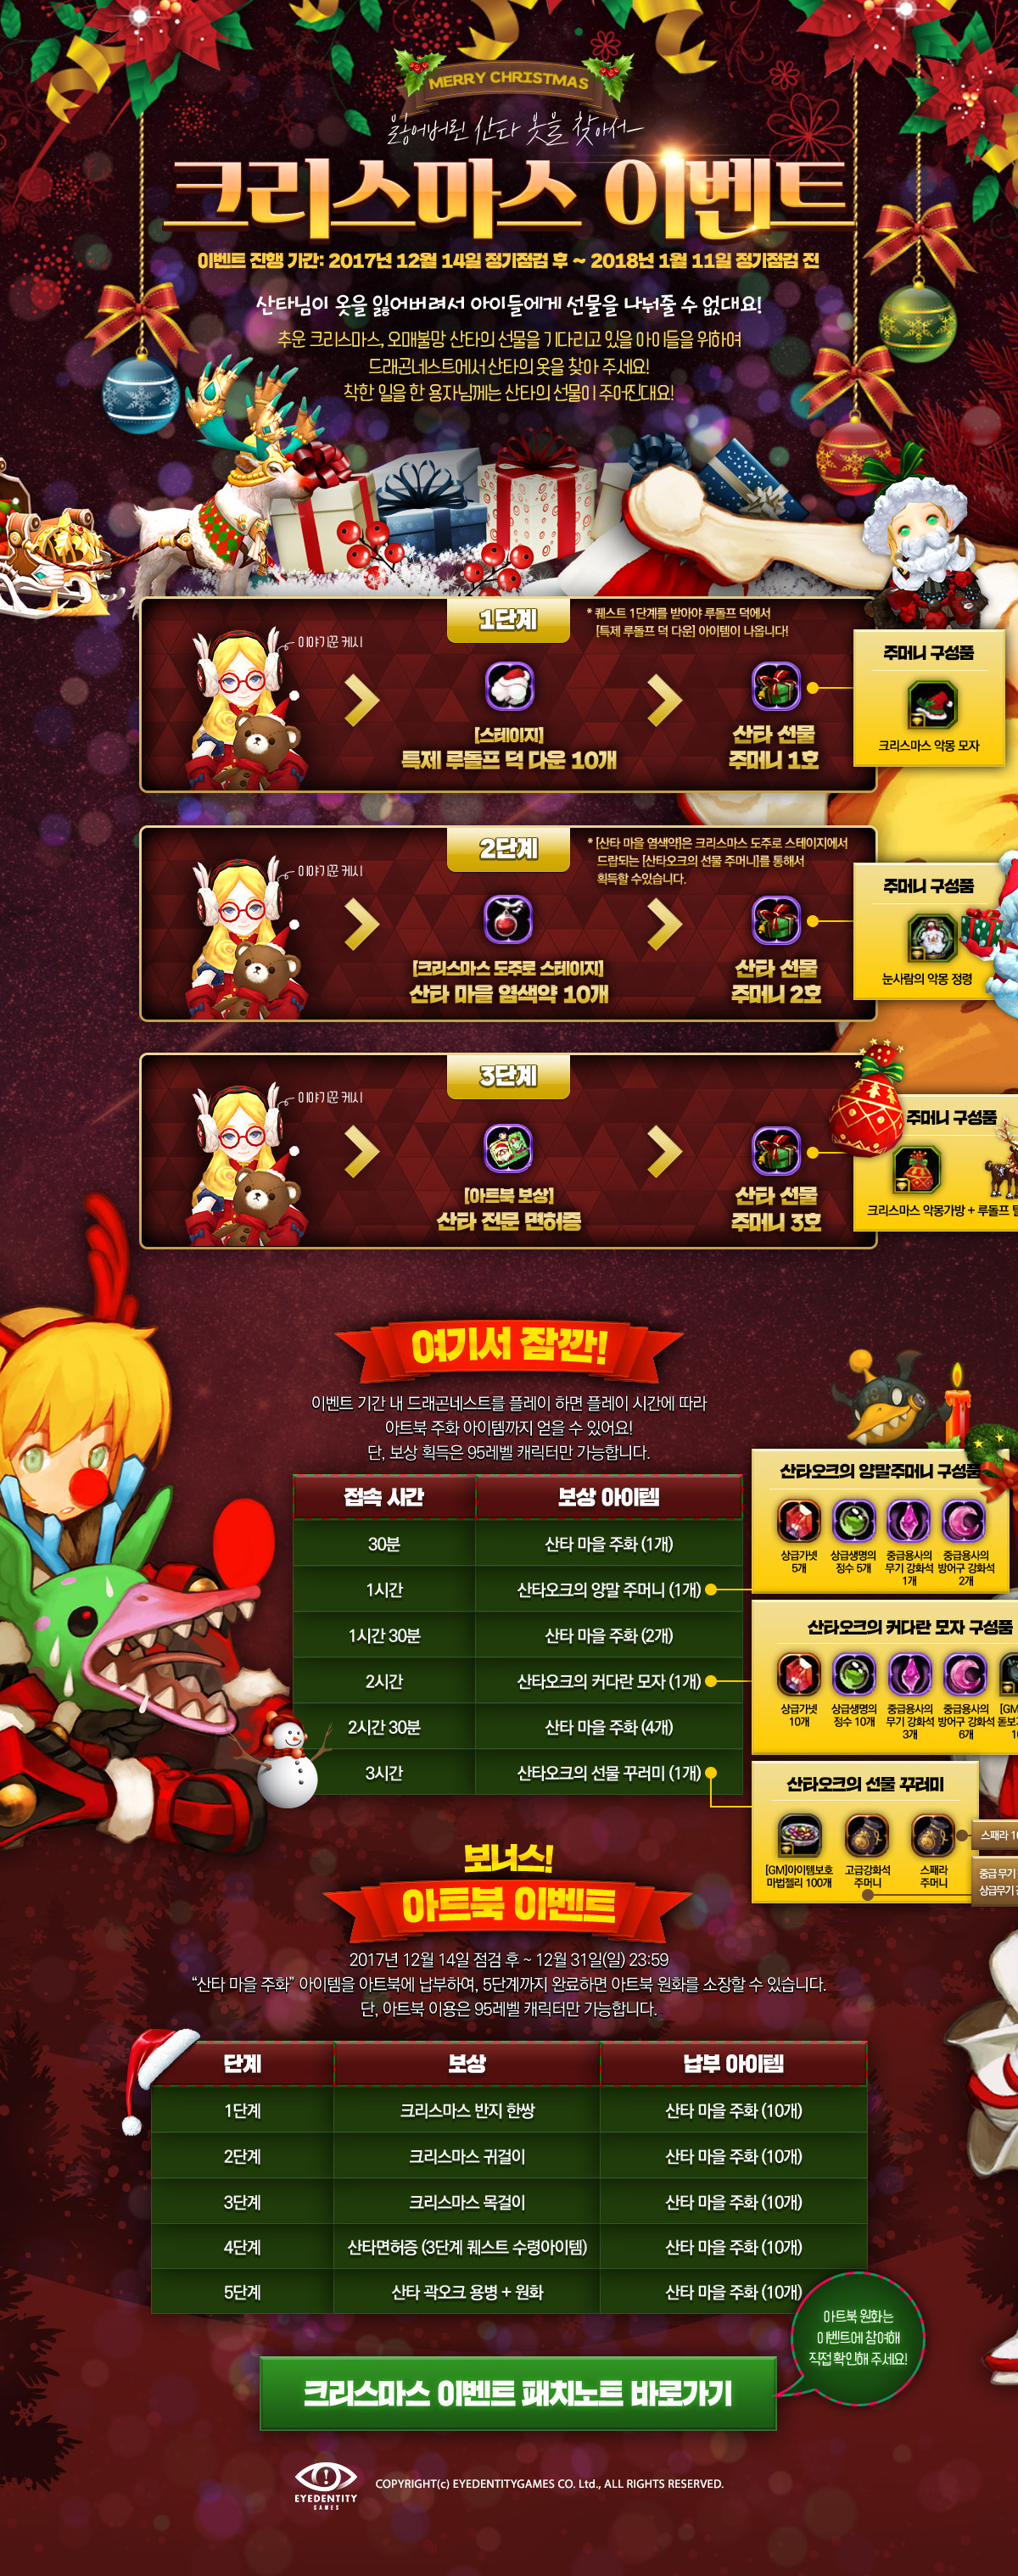 MERRY CHRISTMAS
잃어버린 산타 옷을 찾아서
크리스마스 이벤트
이벤트 진행 기간: 2017년 12월 14일 정기점검 후 ~ 2018년 1월 11일 정기점검 전
산타님이 옷을 잃어버려서 아이들에게 선물을 나눠줄 수 없대요!
추운 크리스마스, 오매불망 산타의 선물을 기다리고 있을 아이들을 위하여
드래곤네스트에서 산타의 옷을 찾아 주세요!
착한 일을 한 용자님께는 산타의 선물이 주어진대요!
1단계
* 퀘스트 1단계를 받아야 루돌프 덕에서
[특제 루돌프 덕 다운] 아이템이 나옵니다!
이야기꾼 케시
[스테이지]
특제 루돌프 덕 다운 10개
산타 선물
주머니 1호
주머니 구성품
크리스마스 악몽 모자
2단계
* [산타 마을 염색약]은 크리스마스 도주로 스테이지에서
드랍되는 [산타오크의 선물 주머니]를 통해서
획득할 수있습니다.
이야기꾼 케시
[크리스마스 도주로 스테이지]
산타 마을 염색약 10개
산타 선물
주머니 2호
주머니 구성품
눈사람의 악몽 정령
3단계
이야기꾼 케시
[아트북 보상]
산타 전문 면허증
산타 선물
주머니 3호
주머니 구성품
크리스마스 악몽가방 + 루돌프
여기서 잠깐!
이벤트 기간 내 드래곤네스트를 플레이 하면 플레이 시간에 따라
아트북 주화 아이템까지 얻을 수 있어요!
단, 보상 획득은 95레벨 캐릭터만 가능합니다.
접속 시간 보상 아이템
30분 산타 마을 주화 (1개)
1시간 산타오크의 양말 주머니 (1개)
1시간 30분 산타 마을 주화 (2개)
2시간 산타오크의 커다란 모자 (1개)
2시간 30분 산타 마을 주화 (4개)
3시간 산타오크의 선물 꾸러미 (1개)
산타오크의 양말주머니 구성품
상급가넷 상급생명의 중급용사의 중급용사의
5개 정수 5개 무기 강화석 방어구 강화석
1개 2개
산타오크의 커다란 모자 구성품
상급가넷 상급생명의 중급용사의 중급용사의 [GM
10개 정수 10개 무기 강화석 방어구 강화석 돋보
3개 6개
산타오크의 선물 꾸러미
[GM]아이템보호 고급강화석 스패라
마법젤리 100개 주머니 주머니
스패라
중급 무기
상급무기
보너스!
아트북 이벤트
2017년 12월 14일 점검 후 ~ 12월 31일(일) 23:59
“산타 마을 주화” 아이템을 아트북에 납부하여, 5단계까지 완료하면 아트북 원화를 소장할 수 있습니다.
단, 아트북 이용은 95레벨 캐릭터만 가능합니다.
단계 보상 납부 아이템
1단계 크리스마스 반지 한쌍 산타 마을 주화 (10개)
2단계 크리스마스 귀걸이 산타 마을 주화 (10개)
3단계 크리스마스 목걸이 산타 마을 주화 (10개)
4단계 산타면허증 (3단계 퀘스트 수령아이템) 산타 마을 주화 (10개)
5단계 산타 곽오크 용병 + 원화 산타 마을 주화 (10개)
아트북 원화는
이벤트에 참여해
직접 확인해 주세요!
크리스마스 이벤트 패치노트 바로가기
EYEDENTITY
GAMES
COPYRIGHT(c) EYEDENTITYGAMES CO. Ltd., ALL RIGHTS RESERVED.